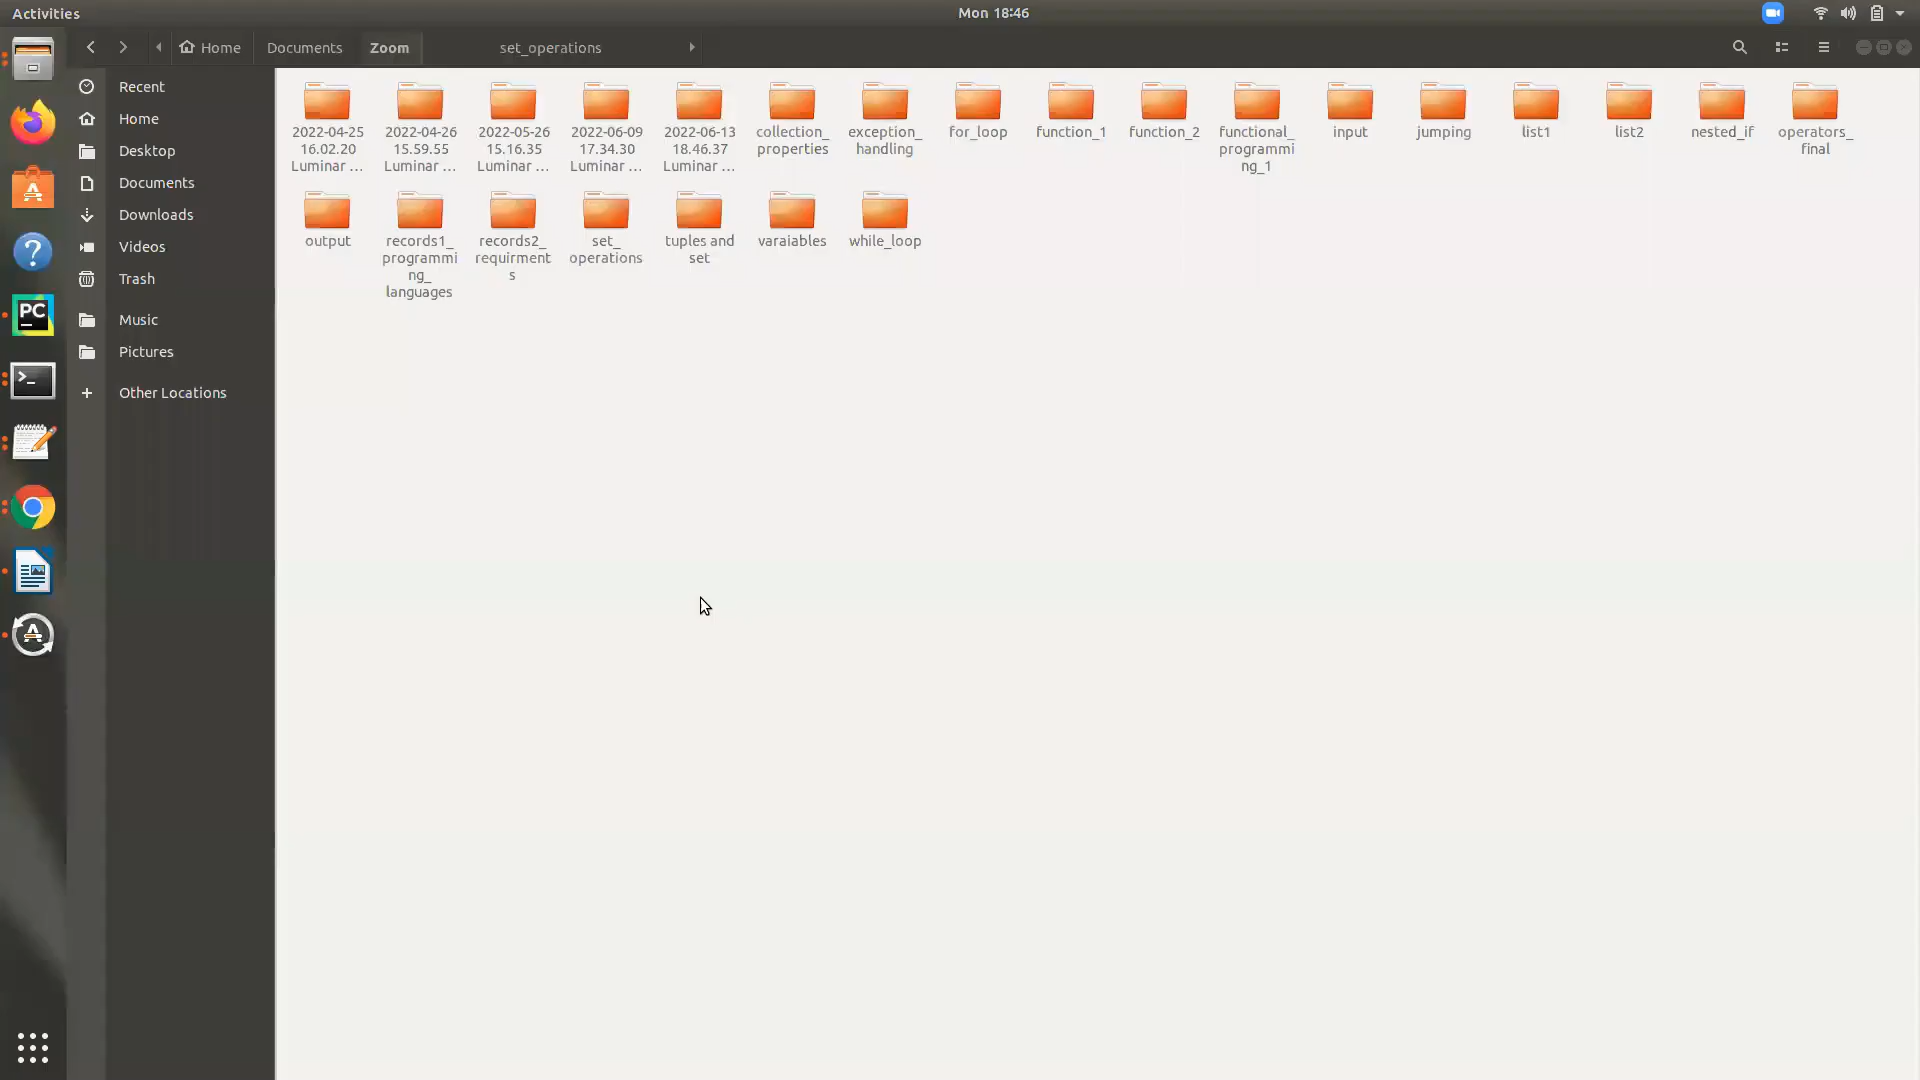 Activities
Mon 18:46
Home
Documents
Zoom
set_operations
Recent
Home
Desktop
Documents
Downloads
Videos
Trash
Music
Pictures
Other Locations
2022-04-25
16.02.20
Luminar ...
2022-04-26
15.59.55
Luminar ...
2022-05-26
15.16.35
Luminar ...
2022-06-09
17.34.30
Luminar ...
2022-06-13
18.46.37
Luminar ...
collection_
properties
exception_
handling
for_loop
function_1
function_2
functional_
programmi
ng_1
input
jumping
list1
list2
nested_if
operators_
final
output
records1_
programmi
ng_
languages
records2_
requirment
s
set_
operations
tuples and
set
varaiables
while_loop
PC